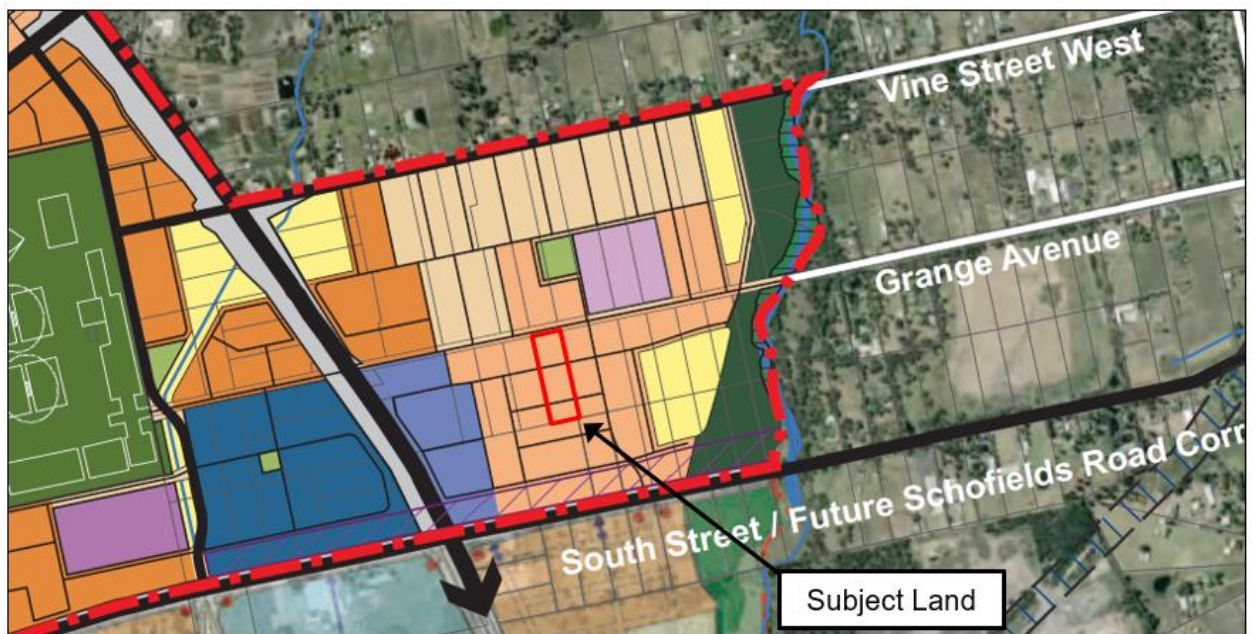 Vine Street West
Grange Avenue
South Street / Future Schofields Road Corr
Subject Land